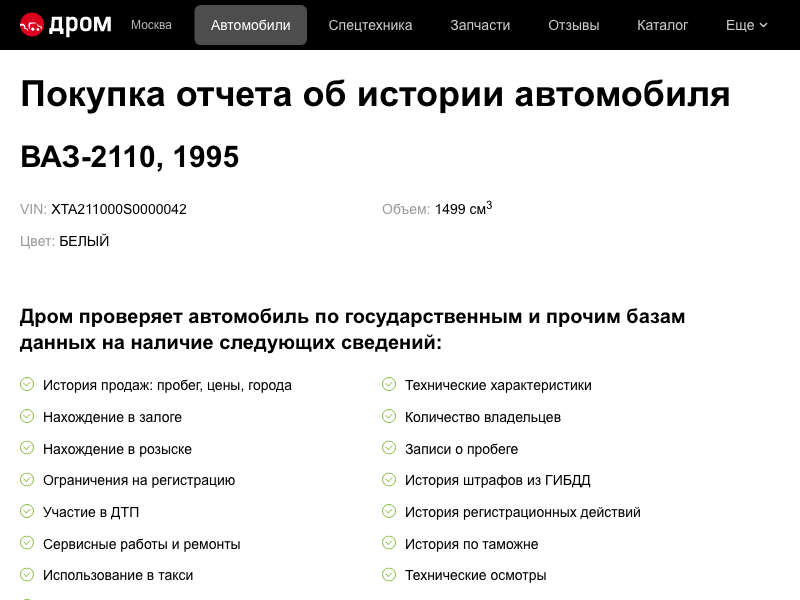 дром Москва Автомобили Спецтехника Запчасти Отзывы Каталог Еще
Покупка отчета об истории автомобиля
ВАЗ-2110, 1995
VIN: XTA211000S0000042 Объем: 1499 см³
Цвет: БЕЛЫЙ
Дром проверяет автомобиль по государственным и прочим базам
данных на наличие следующих сведений:
История продаж: пробег, цены, города Технические характеристики
Нахождение в залоге Количество владельцев
Нахождение в розыске Записи о пробеге
Ограничения на регистрацию История штрафов из ГИБДД
Участие в ДТП История регистрационных действий
Сервисные работы и ремонты История по таможне
Использование в такси Технические осмотры